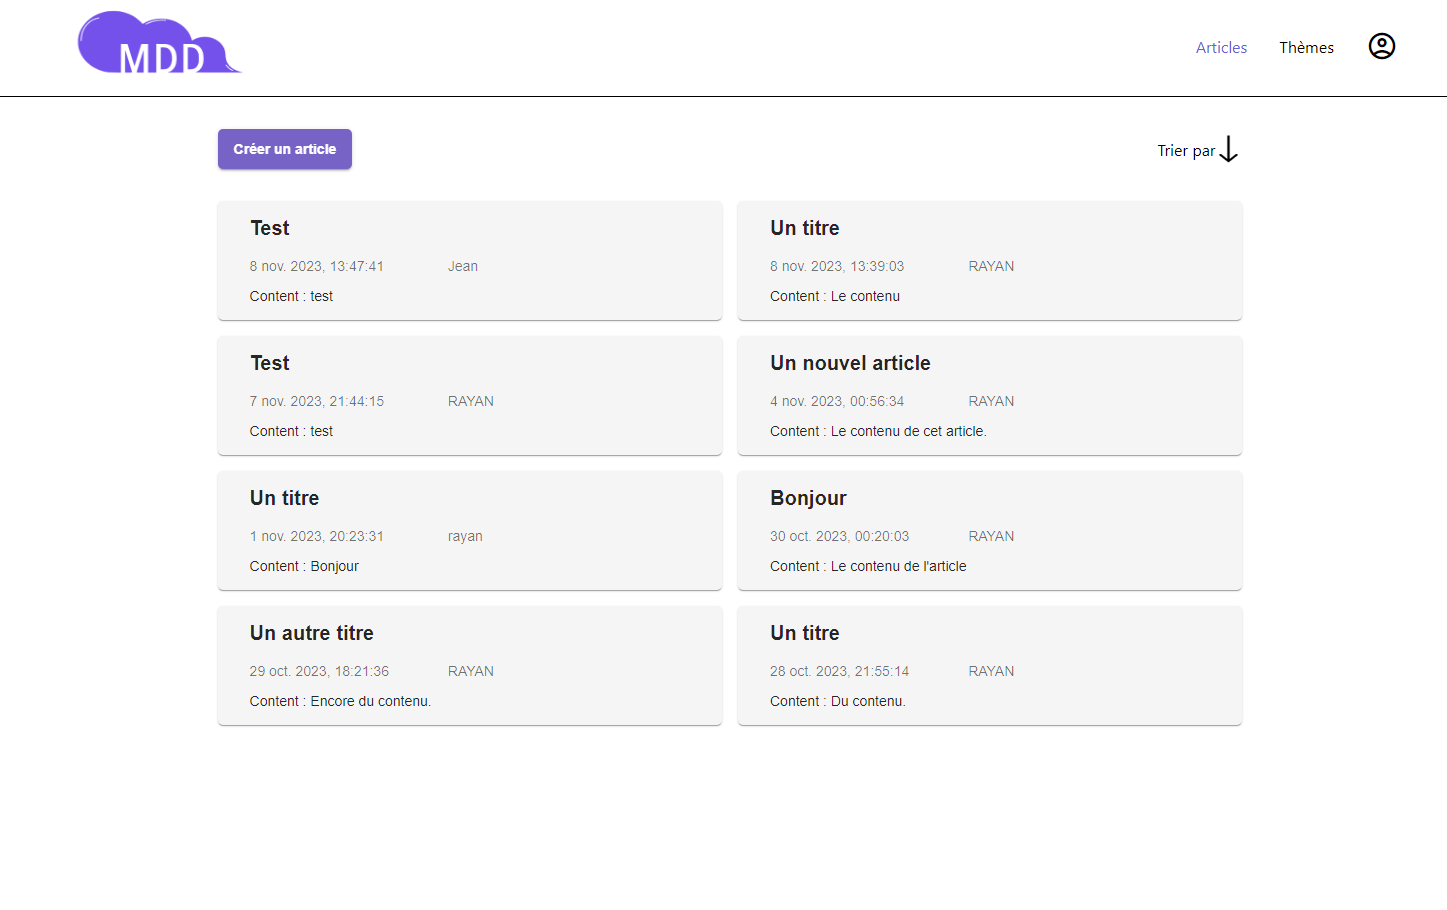 MDD
Articles
Thèmes
Créer un article
Trier par
Test
8 nov. 2023, 13:47:41 Jean
Content : test
Un titre
8 nov. 2023, 13:39:03 RAYAN
Content : Le contenu
Test
7 nov. 2023, 21:44:15 RAYAN
Content : test
Un nouvel article
4 nov. 2023, 00:56:34 RAYAN
Content : Le contenu de cet article.
Un titre
1 nov. 2023, 20:23:31 rayan
Content : Bonjour
Bonjour
30 oct. 2023, 00:20:03 RAYAN
Content : Le contenu de l'article
Un autre titre
29 oct. 2023, 18:21:36 RAYAN
Content : Encore du contenu.
Un titre
28 oct. 2023, 21:55:14 RAYAN
Content : Du contenu.